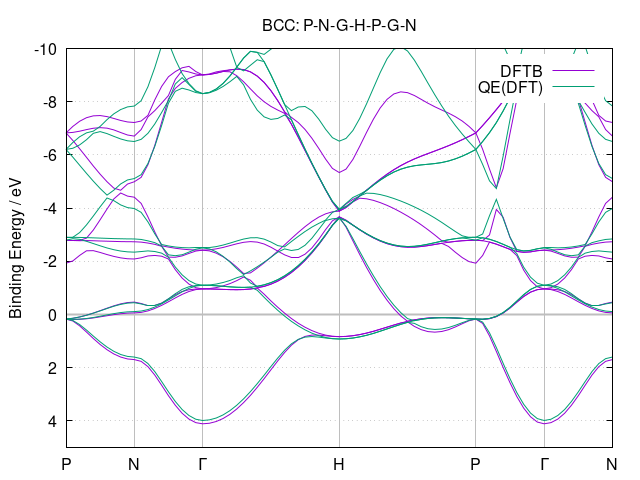 BCC: P-N-G-H-P-G-N
-10
DFTB
QE(DFT)
-8
-6
-4
-2
0
2
4
Binding Energy / eV
P N Γ H P Γ N